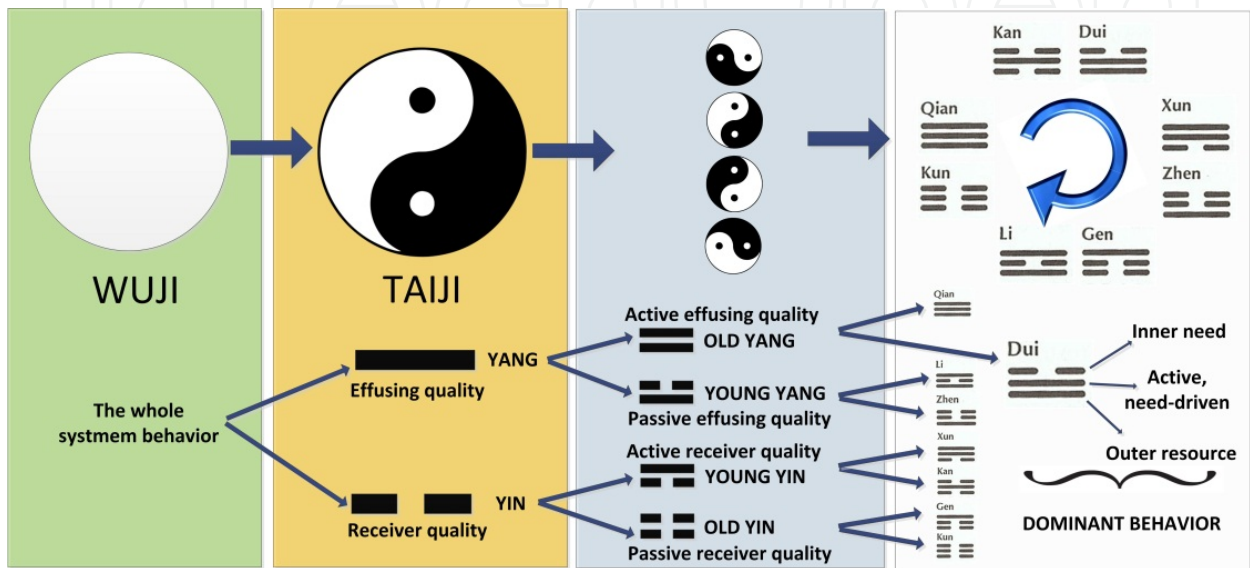 WUJI
The whole
systmem behavior
TAIJI
YANG
Effusing quality
YIN
Receiver quality
Active effusing quality
OLD YANG
YOUNG YANG
Passive effusing quality
Active receiver quality
YOUNG YIN
OLD YIN
Passive receiver quality
Kan
Dui
Qian
Xun
Kun
Zhen
Li
Gen
Qian
Li
Zhen
Xun
Kan
Gen
Kun
Dui
Inner need
Active,
need-driven
Outer resource
DOMINANT BEHAVIOR